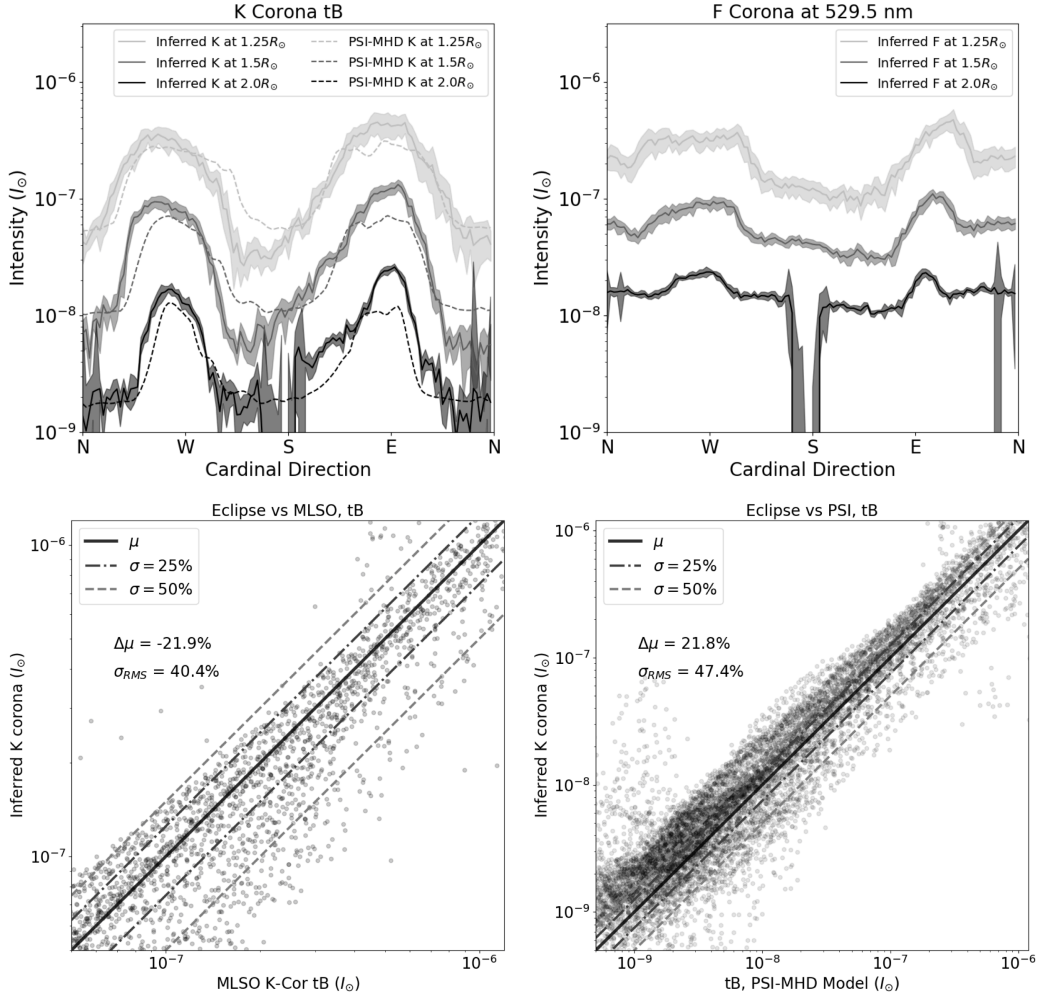 K Corona tB
Inferred K at 1.25R☉
Inferred K at 1.5R☉
Inferred K at 2.0R☉
PSI-MHD K at 1.25R☉
PSI-MHD K at 1.5R☉
PSI-MHD K at 2.0R☉
Intensity (I☉)
10⁻⁶
10⁻⁷
10⁻⁸
10⁻⁹
N W S E N
Cardinal Direction
F Corona at 529.5 nm
Inferred F at 1.25R☉
Inferred F at 1.5R☉
Inferred F at 2.0R☉
Intensity (I☉)
10⁻⁶
10⁻⁷
10⁻⁸
10⁻⁹
N W S E N
Cardinal Direction
Eclipse vs MLSO, tB
μ
σ = 25%
σ = 50%
Δμ = -21.9%
σRMS = 40.4%
Inferred K corona (I☉)
10⁻⁶
10⁻⁷
10⁻⁷ 10⁻⁶
MLSO K-Cor tB (I☉)
Eclipse vs PSI, tB
μ
σ = 25%
σ = 50%
Δμ = 21.8%
σRMS = 47.4%
Inferred K corona (I☉)
10⁻⁶
10⁻⁷
10⁻⁸
10⁻⁹
10⁻⁹ 10⁻⁸ 10⁻⁷ 10⁻⁶
tB, PSI-MHD Model (I☉)